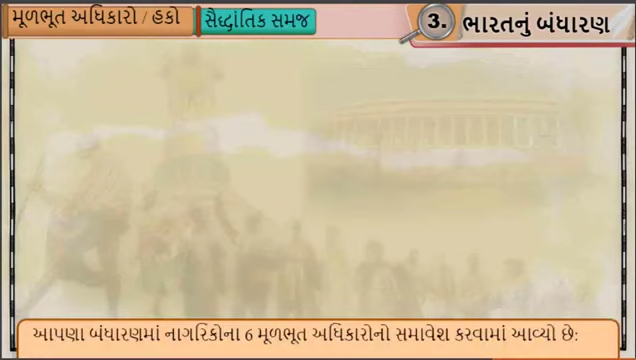 મૂળભૂત અધિકારો / હકો
સૈદ્ધાંતિક સમજ
3.
ભારતનું બંધારણ
આપણા બંધારણમાં નાગરિકોના 6 મૂળભૂત અધિકારોનો સમાવેશ કરવામાં આવ્યો છે: